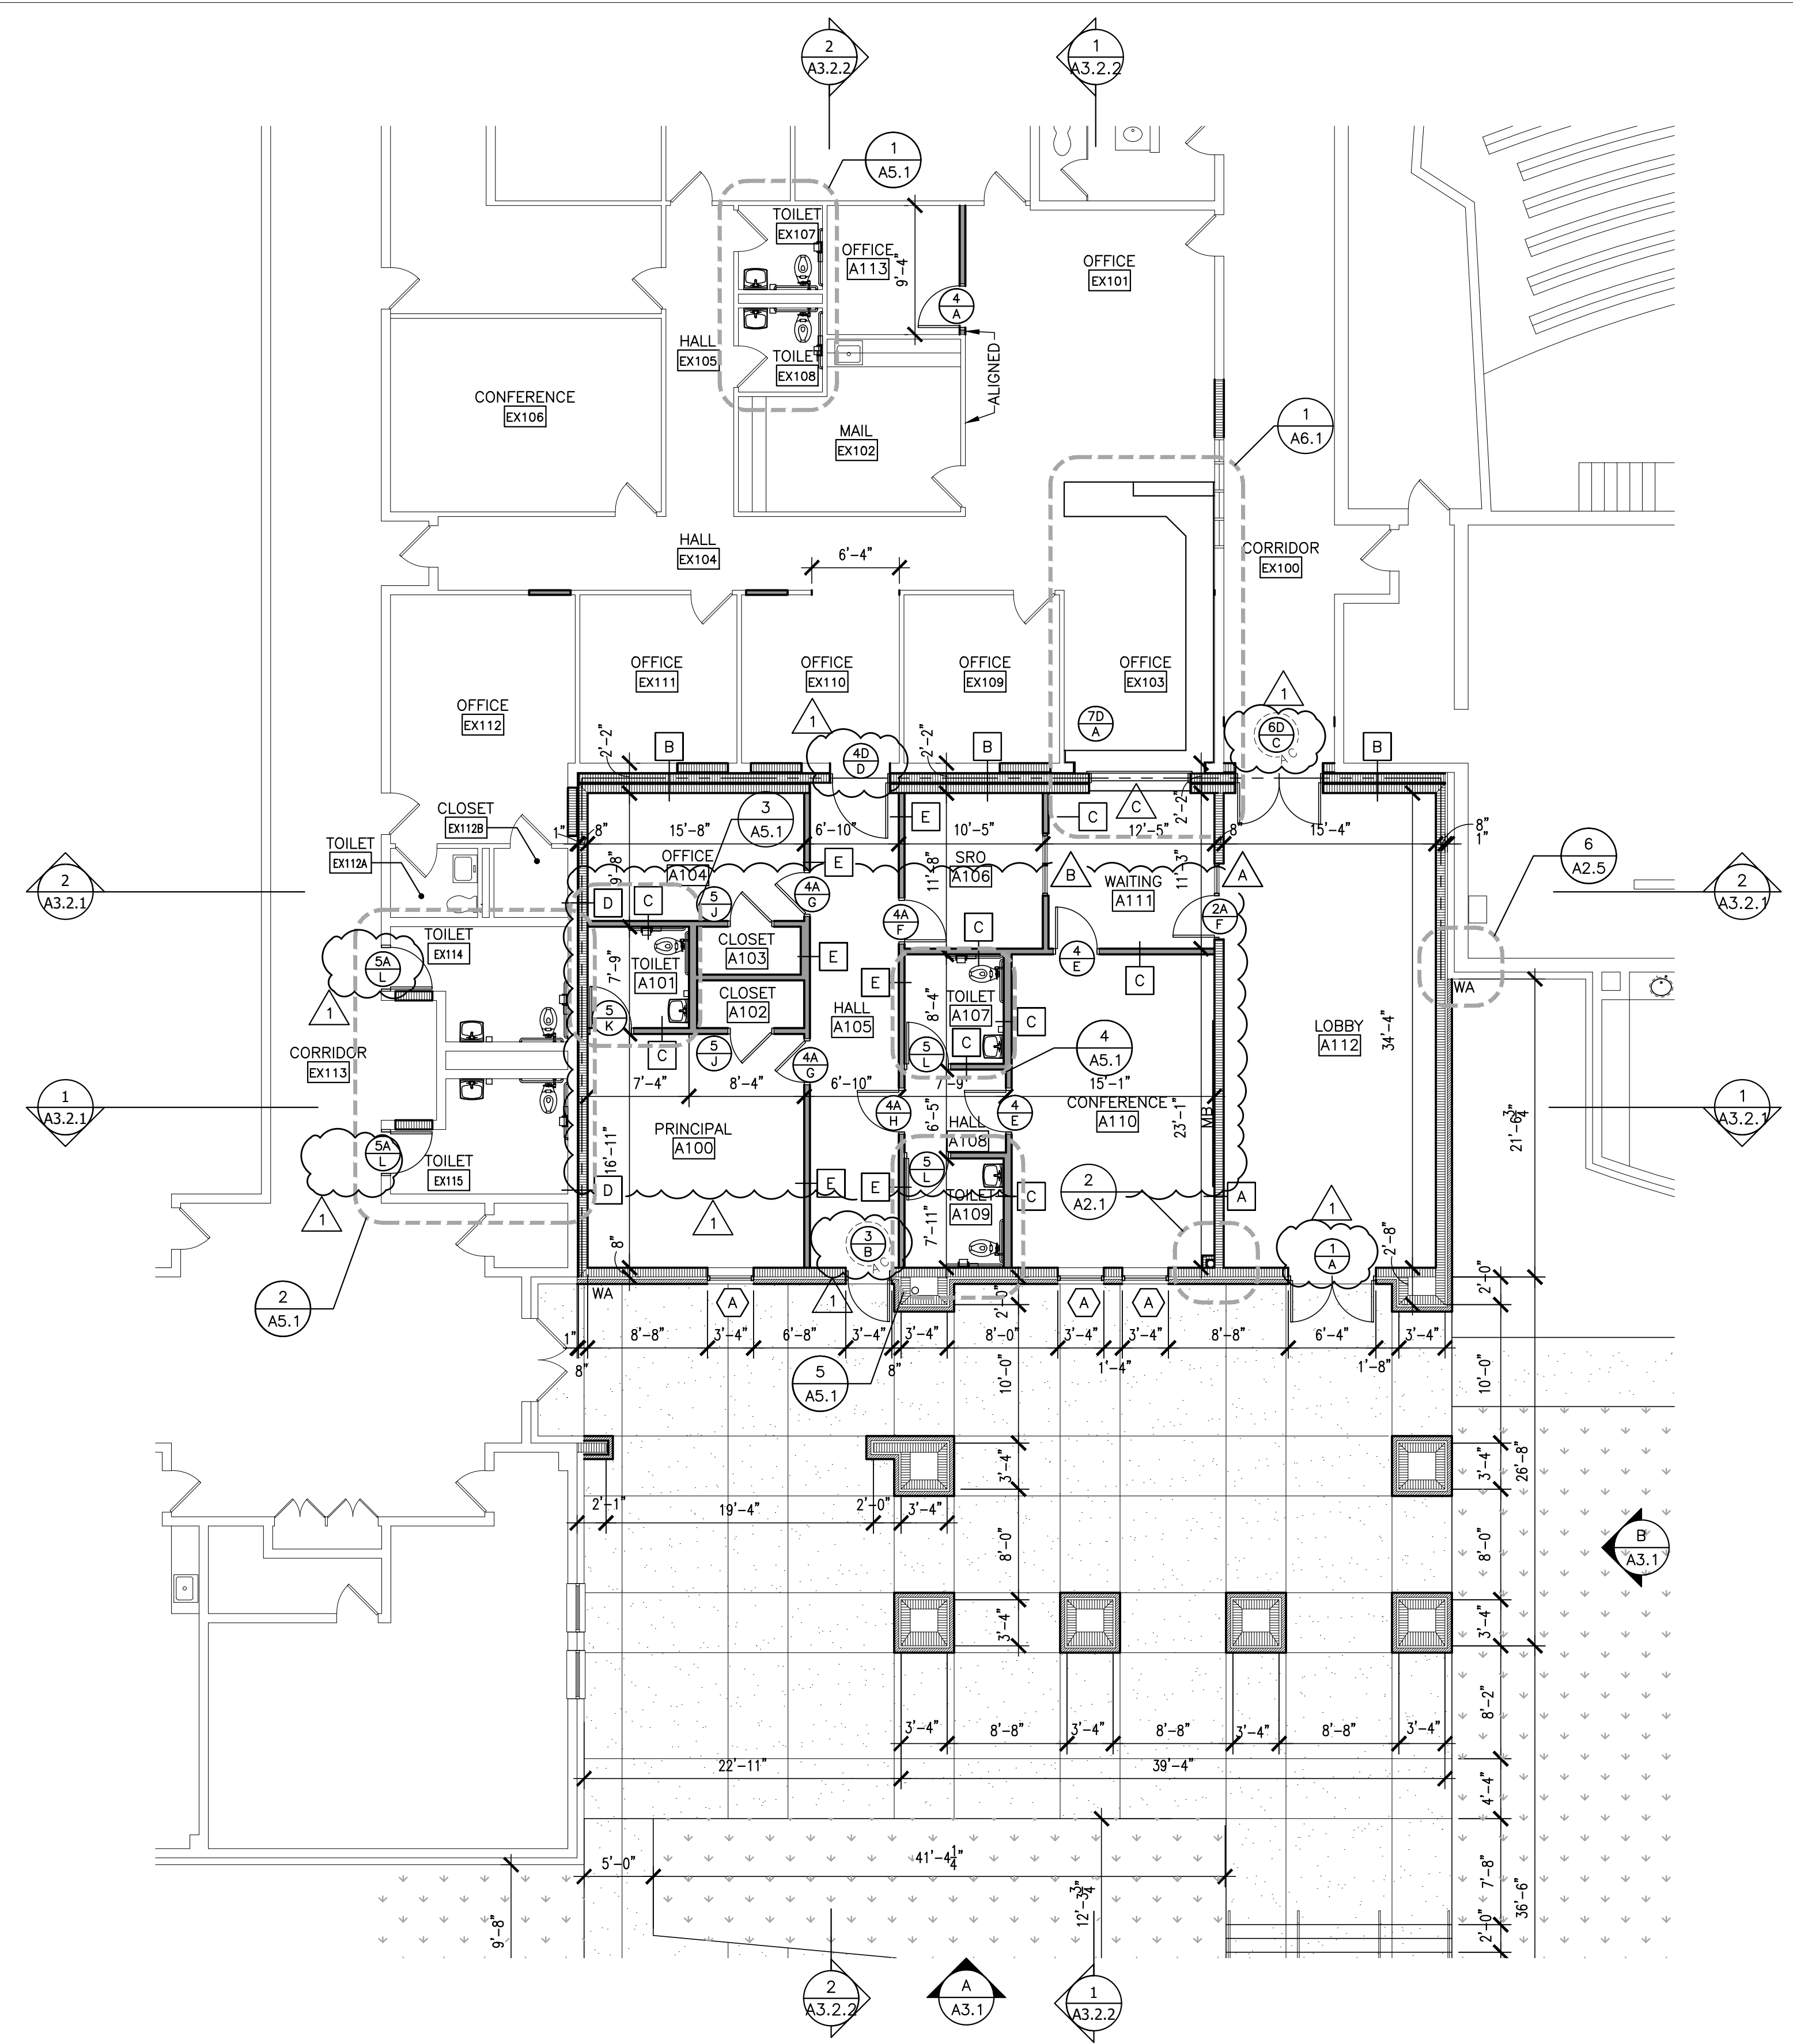 2
A3.2.2
1
A3.2.2
1
A5.1
TOILET
EX107
OFFICE
A113
9'-4"
OFFICE
EX101
4
A
HALL
EX105
TOILET
EX108
ALIGNED
CONFERENCE
EX106
MAIL
EX102
1
A6.1
HALL
EX104
6'-4"
CORRIDOR
EX100
OFFICE
EX111
OFFICE
EX110
OFFICE
EX109
OFFICE
EX103
OFFICE
EX112
1
1
7D
A
6D
C
AC
2'-2"
B
4D
D
2'-2"
B
B
CLOSET
EX112B
TOILET
EX112A
3
A5.1
E
C
C
2'-2"
1"
8"
15'-8"
6'-10"
10'-5"
12'-5"
8"
15'-4"
8"
1"
6
A2.5
OFFICE
A104
9'-8"
E
11'-8"
SRO
A106
B
WAITING
A111
11'-3"
A
2
A3.2.1
2
A3.2.1
D
C
5
J
4A
G
4A
F
2A
F
C
TOILET
EX114
5A
L
CLOSET
A103
E
4
E
C
TOILET
A101
7'-9"
E
8'-4"
TOILET
A107
WA
1
CLOSET
A102
HALL
A105
C
5
K
C
5
J
5
L
C
4
A5.1
LOBBY
A112
34'-4"
CORRIDOR
EX113
4A
G
7'-4"
8'-4"
6'-10"
7'-9"
15'-1"
1
A3.2.1
1
A3.2.1
4A
H
6'-5"
4
E
CONFERENCE
A110
23'-1"
MB
21'-6 3/4"
HALL
A108
PRINCIPAL
A100
16'-11"
5A
L
TOILET
EX115
5
L
D
E
E
TOILET
A109
C
2
A2.1
A
1
1
1
7'-11"
3
B
AC
1
A
2'-8"
8"
2
A5.1
WA
A
1
2'-0"
A
A
2'-0"
1"
8'-8"
3'-4"
6'-8"
3'-4"
3'-4"
8'-0"
3'-4"
3'-4"
8'-8"
6'-4"
3'-4"
8"
8"
1'-4"
1'-8"
5
A5.1
10'-0"
10'-0"
2'-1"
19'-4"
2'-0"
3'-4"
3'-4"
3'-4"
26'-8"
8'-0"
8'-0"
B
A3.1
3'-4"
3'-4"
3'-4"
8'-8"
3'-4"
8'-8"
3'-4"
8'-8"
3'-4"
8'-2"
22'-11"
39'-4"
4'-4"
5'-0"
41'-4 1/4"
7'-8"
36'-6"
9'-8"
12'-3 3/4"
2'-0"
2
A3.2.2
A
A3.1
1
A3.2.2